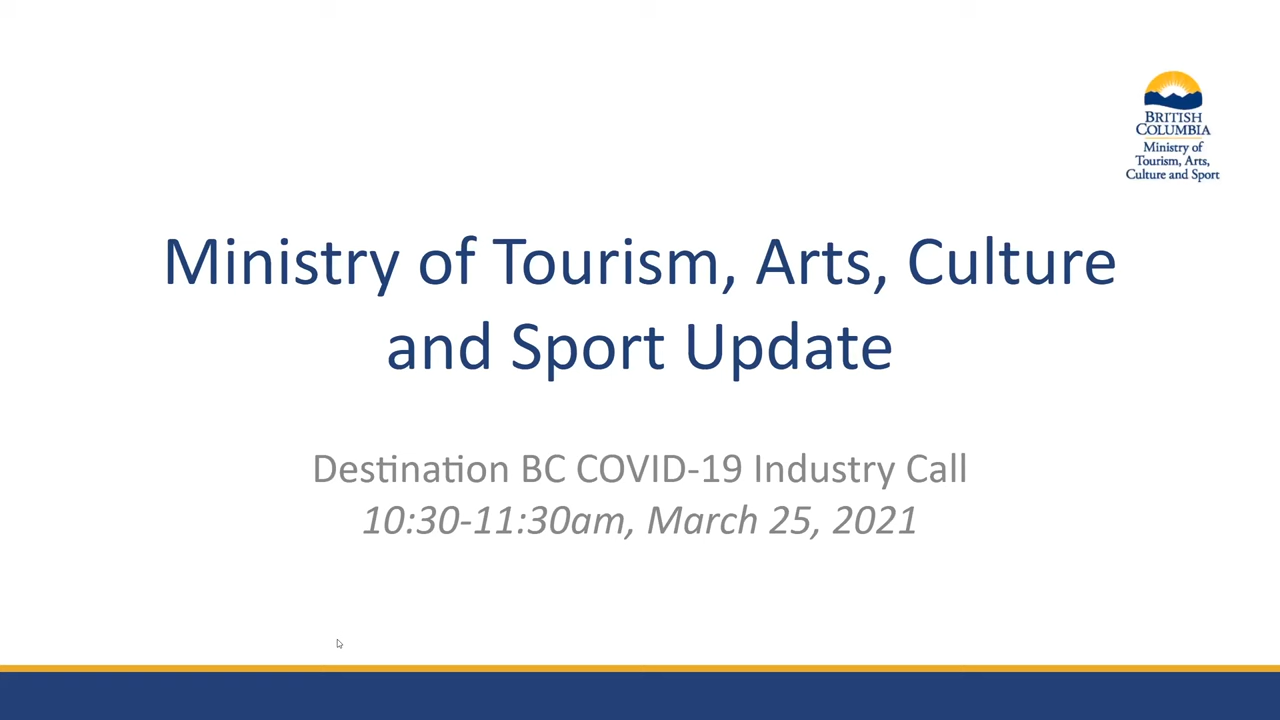 BRITISH
COLUMBIA
Ministry of
Tourism, Arts,
Culture and Sport
Ministry of Tourism, Arts, Culture
and Sport Update
Destination BC COVID-19 Industry Call
10:30-11:30am, March 25, 2021